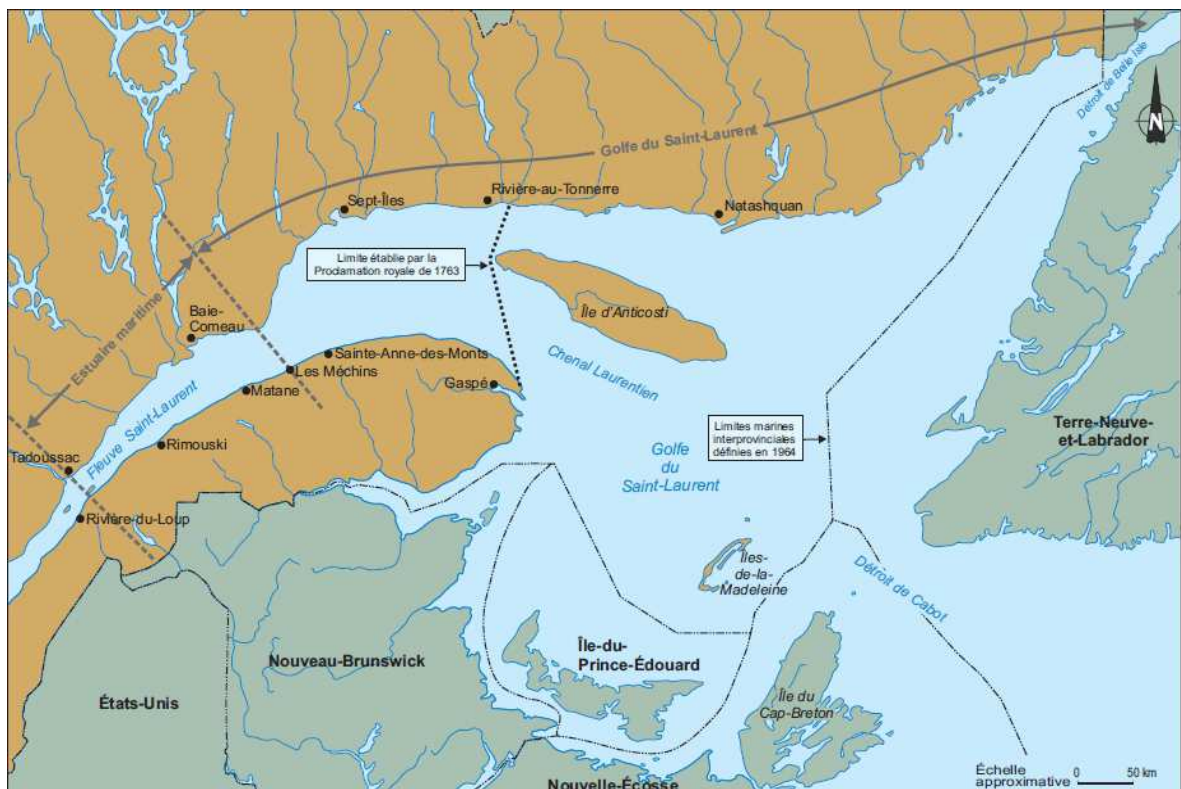 Détroit de Belle Isle
N
Golfe du Saint-Laurent
Rivière-au-Tonnerre
Sept-Îles
Natashquan
Limite établie par la
Proclamation royale de 1763
Île d'Anticosti
Baie-
Comeau
Estuaire maritime
Sainte-Anne-des-Monts
Les Méchins
Chenal Laurentien
Gaspé
Matane
Fleuve Saint-Laurent
Limites marines
interprovinciales
définies en 1964
Terre-Neuve-
et-Labrador
Rimouski
Golfe
du
Saint-Laurent
Tadoussac
Rivière-du-Loup
Îles-
de-la-
Madeleine
Détroit de Cabot
Nouveau-Brunswick
Île-du-
Prince-Édouard
États-Unis
Île du
Cap-Breton
Nouvelle-Écosse
Échelle
approximative
0 50 km